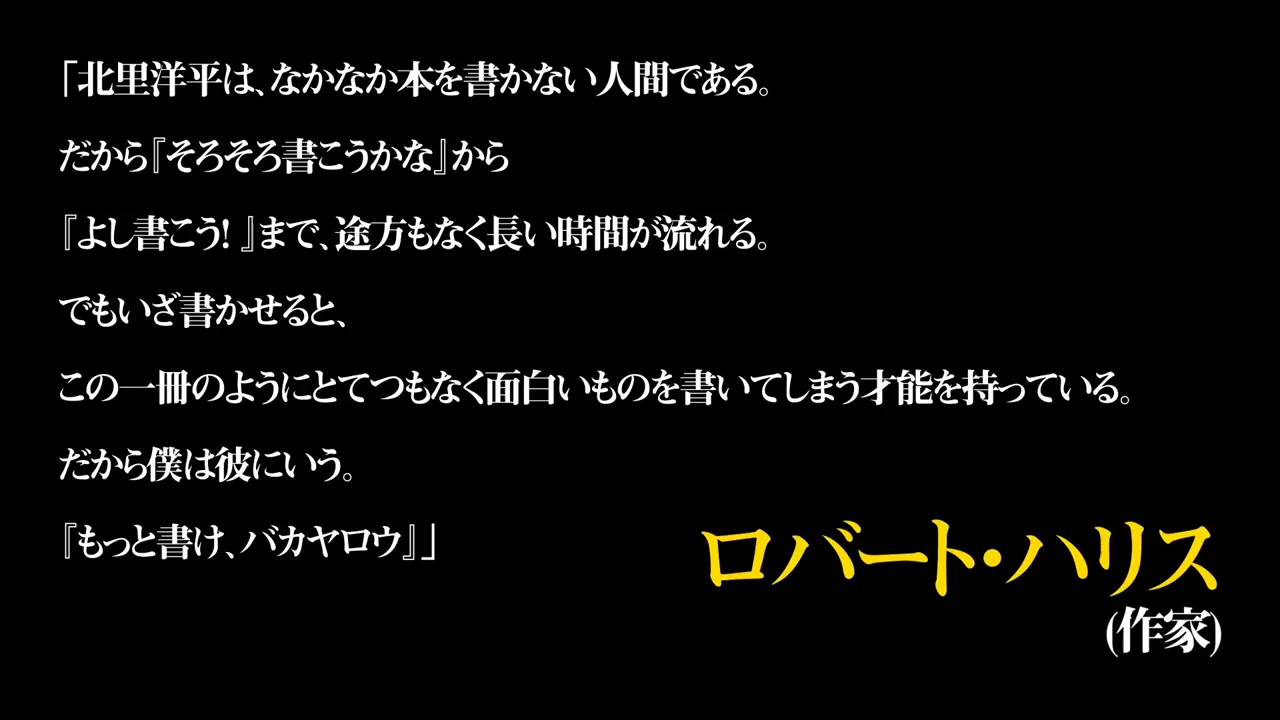 「北里洋平は、なかなか本を書かない人間である。
だから『そろそろ書こうかな』から
『よし書こう!』まで、途方もなく長い時間が流れる。
でもいざ書かせると、
この一冊のようにとてつもなく面白いものを書いてしまう才能を持っている。
だから僕は彼にいう。
『もっと書け、バカヤロウ』」
ロバート・ハリス
(作家)